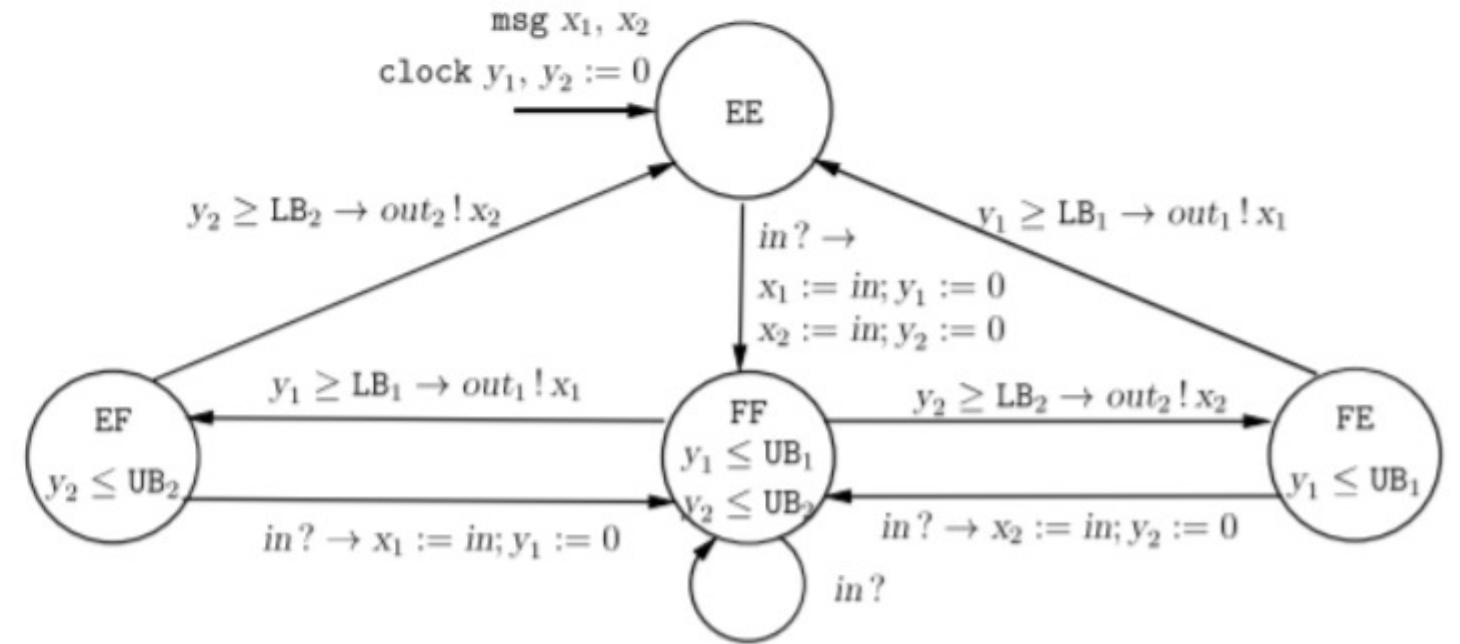 msg x₁, x₂
clock y₁, y₂ := 0
EE
y₂ ≥ LB₂ → out₂ ! x₂
y₁ ≥ LB₁ → out₁ ! x₁
in ? →
x₁ := in; y₁ := 0
x₂ := in; y₂ := 0
y₁ ≥ LB₁ → out₁ ! x₁
y₂ ≥ LB₂ → out₂ ! x₂
EF
y₂ ≤ UB₂
FF
y₁ ≤ UB₁
y₂ ≤ UB₂
FE
y₁ ≤ UB₁
in ? → x₁ := in; y₁ := 0
in ? → x₂ := in; y₂ := 0
in ?